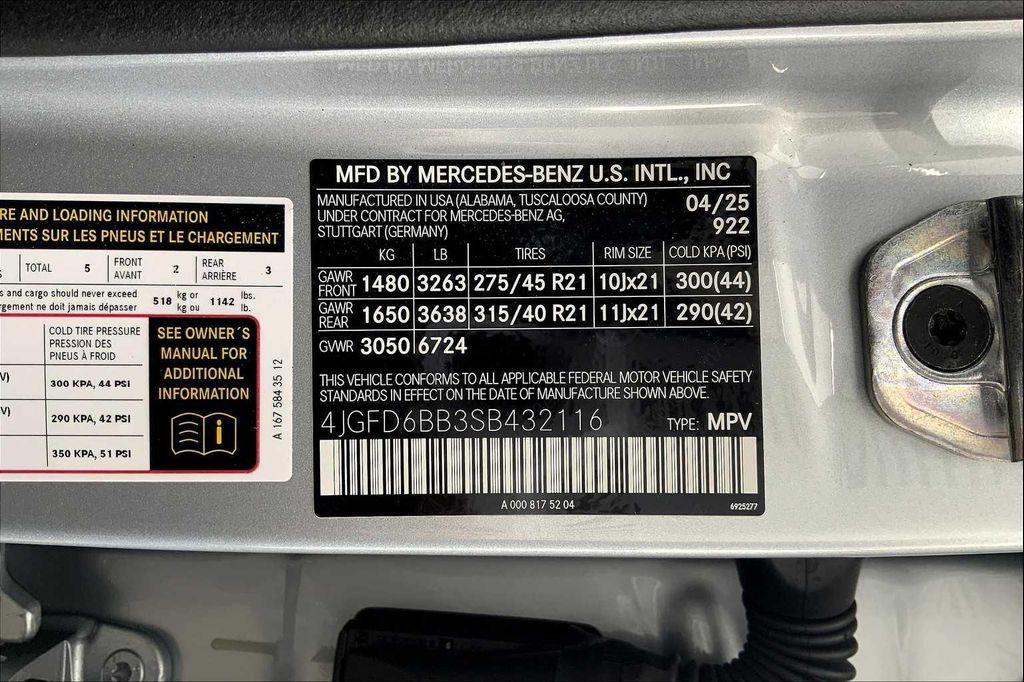 RE AND LOADING INFORMATION
MENTS SUR LES PNEUS ET LE CHARGEMENT
TOTAL 5 FRONT AVANT 2 REAR ARRIÈRE 3
s and cargo should never exceed 518 kg or 1142 lbs.
rgement ne doit jamais dépasser kg ou lb.
COLD TIRE PRESSURE
PRESSION DES
PNEUS À FROID
300 KPA, 44 PSI
290 KPA, 42 PSI
350 KPA, 51 PSI
SEE OWNER´S
MANUAL FOR
ADDITIONAL
INFORMATION
A 167 584 35 12
MFD BY MERCEDES-BENZ U.S. INTL., INC
MANUFACTURED IN USA (ALABAMA, TUSCALOOSA COUNTY) 04/25
UNDER CONTRACT FOR MERCEDES-BENZ AG, 922
STUTTGART (GERMANY)
KG LB TIRES RIM SIZE COLD KPA (PSI)
GAWR FRONT 1480 3263 275/45 R21 10Jx21 300(44)
GAWR REAR 1650 3638 315/40 R21 11Jx21 290(42)
GVWR 3050 6724
THIS VEHICLE CONFORMS TO ALL APPLICABLE FEDERAL MOTOR VEHICLE SAFETY
STANDARDS IN EFFECT ON THE DATE OF MANUFACTURE SHOWN ABOVE.
4JGFD6BB3SB432116 TYPE: MPV
A 000 817 52 04 6925277